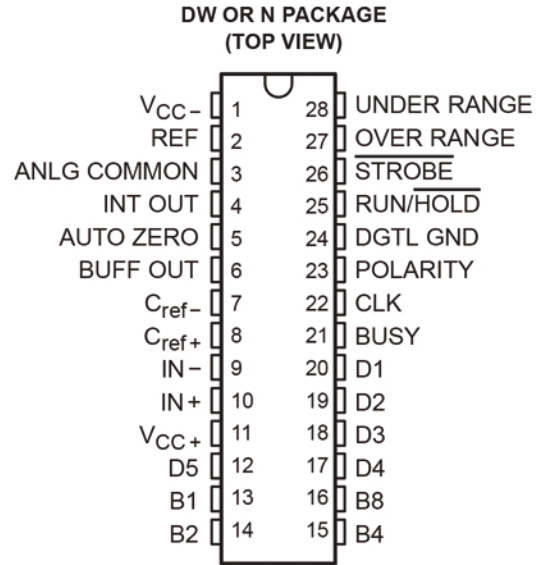 DW OR N PACKAGE
(TOP VIEW)
VCC− 1 28 UNDER RANGE
REF 2 27 OVER RANGE
ANLG COMMON 3 26 STROBE
INT OUT 4 25 RUN/HOLD
AUTO ZERO 5 24 DGTL GND
BUFF OUT 6 23 POLARITY
Cref− 7 22 CLK
Cref+ 8 21 BUSY
IN− 9 20 D1
IN+ 10 19 D2
VCC+ 11 18 D3
D5 12 17 D4
B1 13 16 B8
B2 14 15 B4